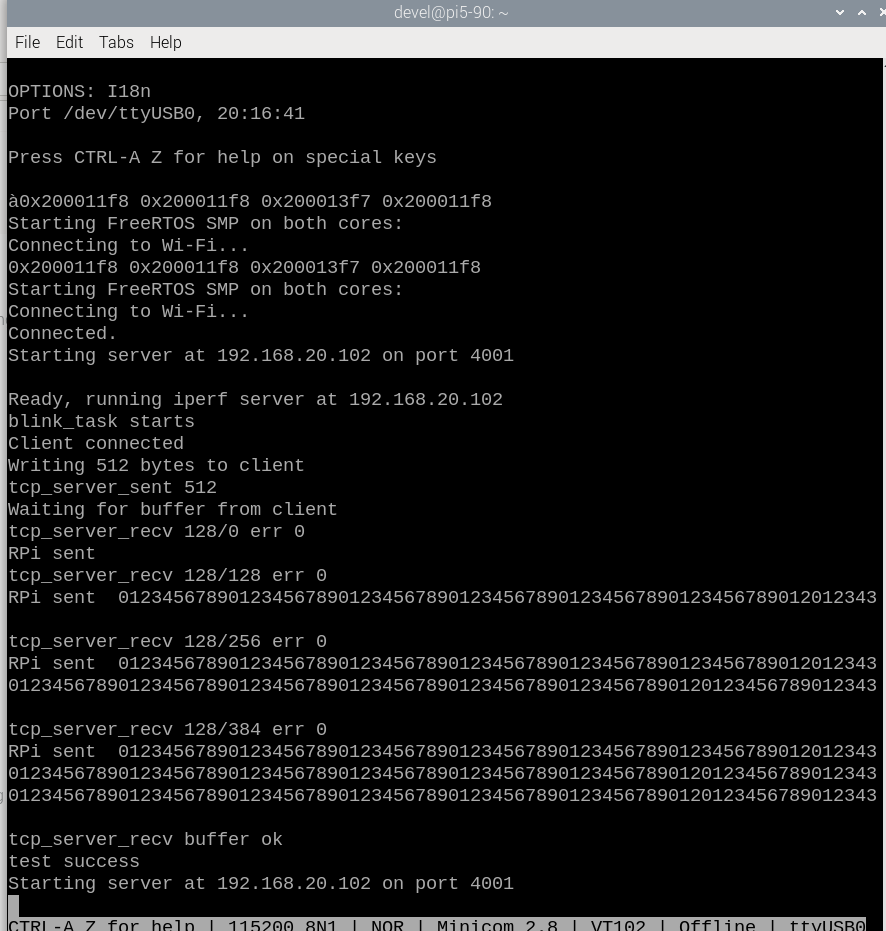 devel@pi5-90: ~
File Edit Tabs Help
OPTIONS: I18n
Port /dev/ttyUSB0, 20:16:41
Press CTRL-A Z for help on special keys
à0x200011f8 0x200011f8 0x200013f7 0x200011f8
Starting FreeRTOS SMP on both cores:
Connecting to Wi-Fi...
0x200011f8 0x200011f8 0x200013f7 0x200011f8
Starting FreeRTOS SMP on both cores:
Connecting to Wi-Fi...
Connected.
Starting server at 192.168.20.102 on port 4001
Ready, running iperf server at 192.168.20.102
blink_task starts
Client connected
Writing 512 bytes to client
tcp_server_sent 512
Waiting for buffer from client
tcp_server_recv 128/0 err 0
RPi sent
tcp_server_recv 128/128 err 0
RPi sent  012345678901234567890123456789012345678901234567890123456789012012343
tcp_server_recv 128/256 err 0
RPi sent  012345678901234567890123456789012345678901234567890123456789012012343
0123456789012345678901234567890123456789012345678901234567890120123456789012343
tcp_server_recv 128/384 err 0
RPi sent  012345678901234567890123456789012345678901234567890123456789012012343
0123456789012345678901234567890123456789012345678901234567890120123456789012343
0123456789012345678901234567890123456789012345678901234567890120123456789012343
tcp_server_recv buffer ok
test success
Starting server at 192.168.20.102 on port 4001
CTRL-A Z for help | 115200 8N1 | NOR | Minicom 2.8 | VT102 | Offline | ttyUSB0